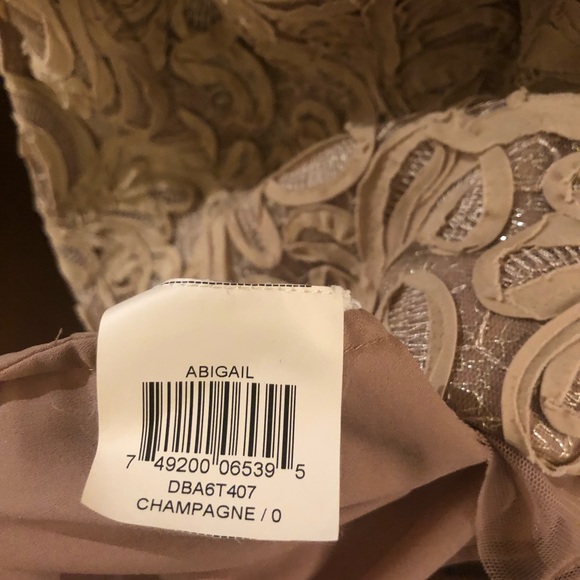 ABIGAIL
7 49200 06539 5
DBA6T407
CHAMPAGNE / 0